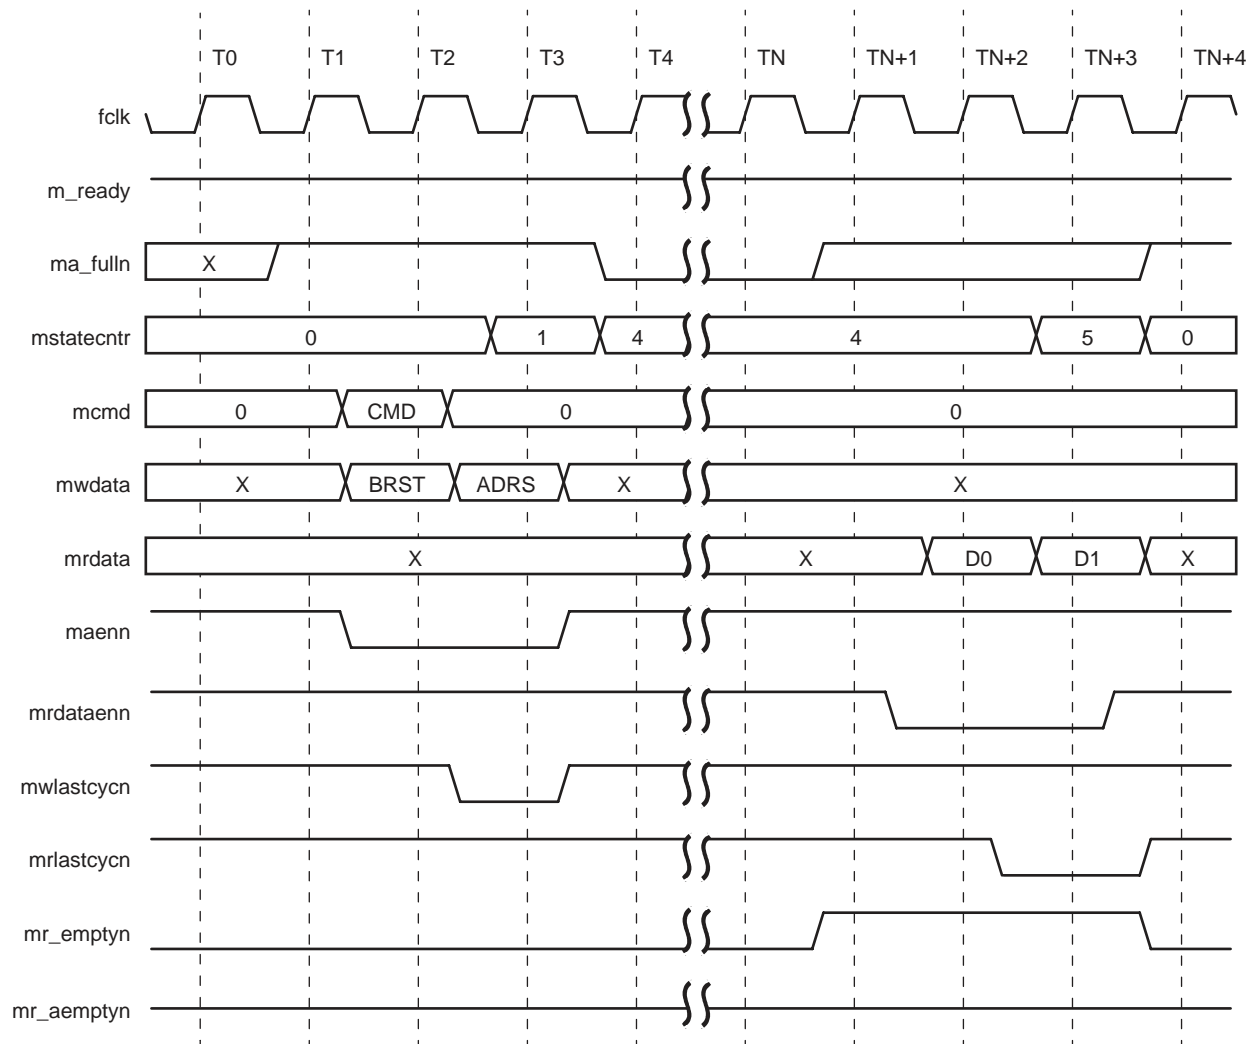 T0 T1 T2 T3 T4 TN TN+1 TN+2 TN+3 TN+4
fclk
m_ready
ma_fulln X
mstatecntr 0 1 4 4 5 0
mcmd 0 CMD 0 0
mwdata X BRST ADRS X X
mrdata X X D0 D1 X
maenn
mrdataenn
mwlastcycn
mrlastcycn
mr_emptyn
mr_aemptyn